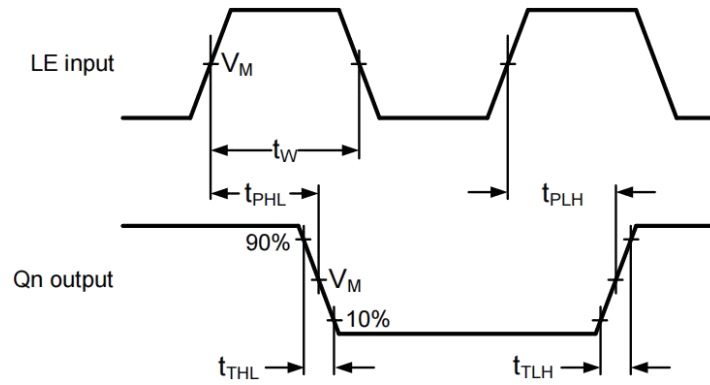 LE input
V_M
t_W
t_PHL
t_PLH
90%
Qn output
V_M
10%
t_THL
t_TLH